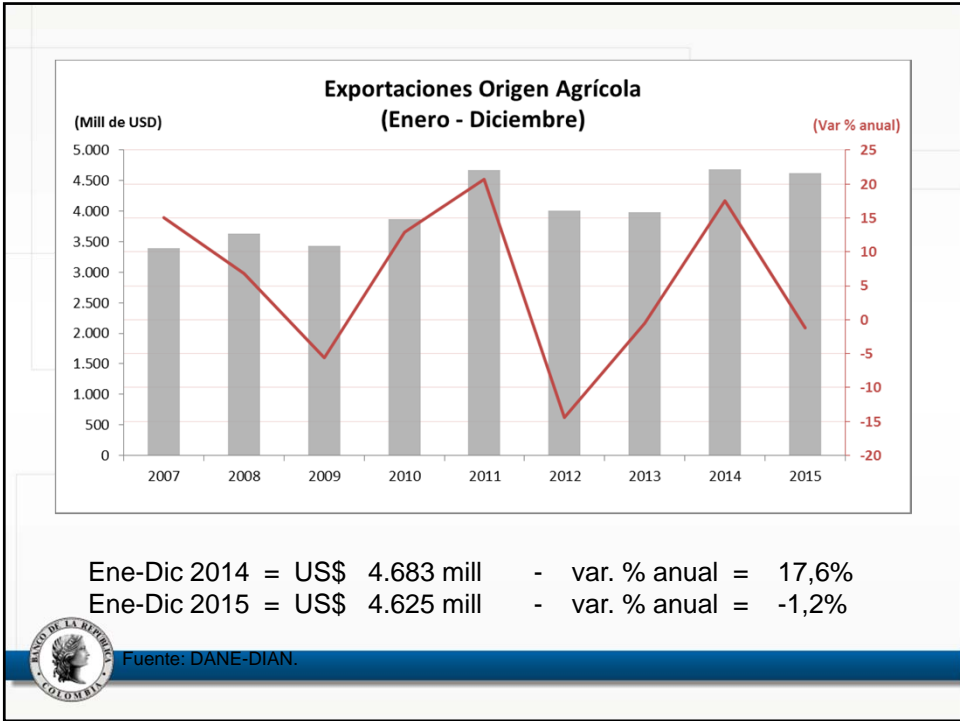 Exportaciones Origen Agrícola
(Enero - Diciembre)
(Mill de USD)
(Var % anual)
5.000
4.500
4.000
3.500
3.000
2.500
2.000
1.500
1.000
500
0
25
20
15
10
5
0
-5
-10
-15
-20
2007 2008 2009 2010 2011 2012 2013 2014 2015
Ene-Dic 2014 = US$ 4.683 mill - var. % anual = 17,6%
Ene-Dic 2015 = US$ 4.625 mill - var. % anual = -1,2%
BANCO DE LA REPUBLICA
COLOMBIA
Fuente: DANE-DIAN.